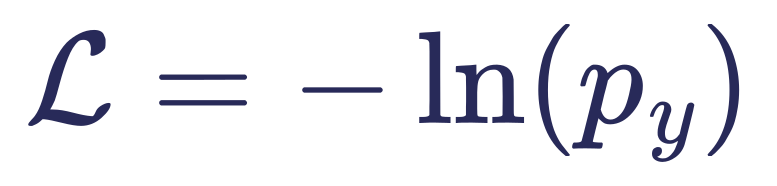 ℒ = − ln(p_y)